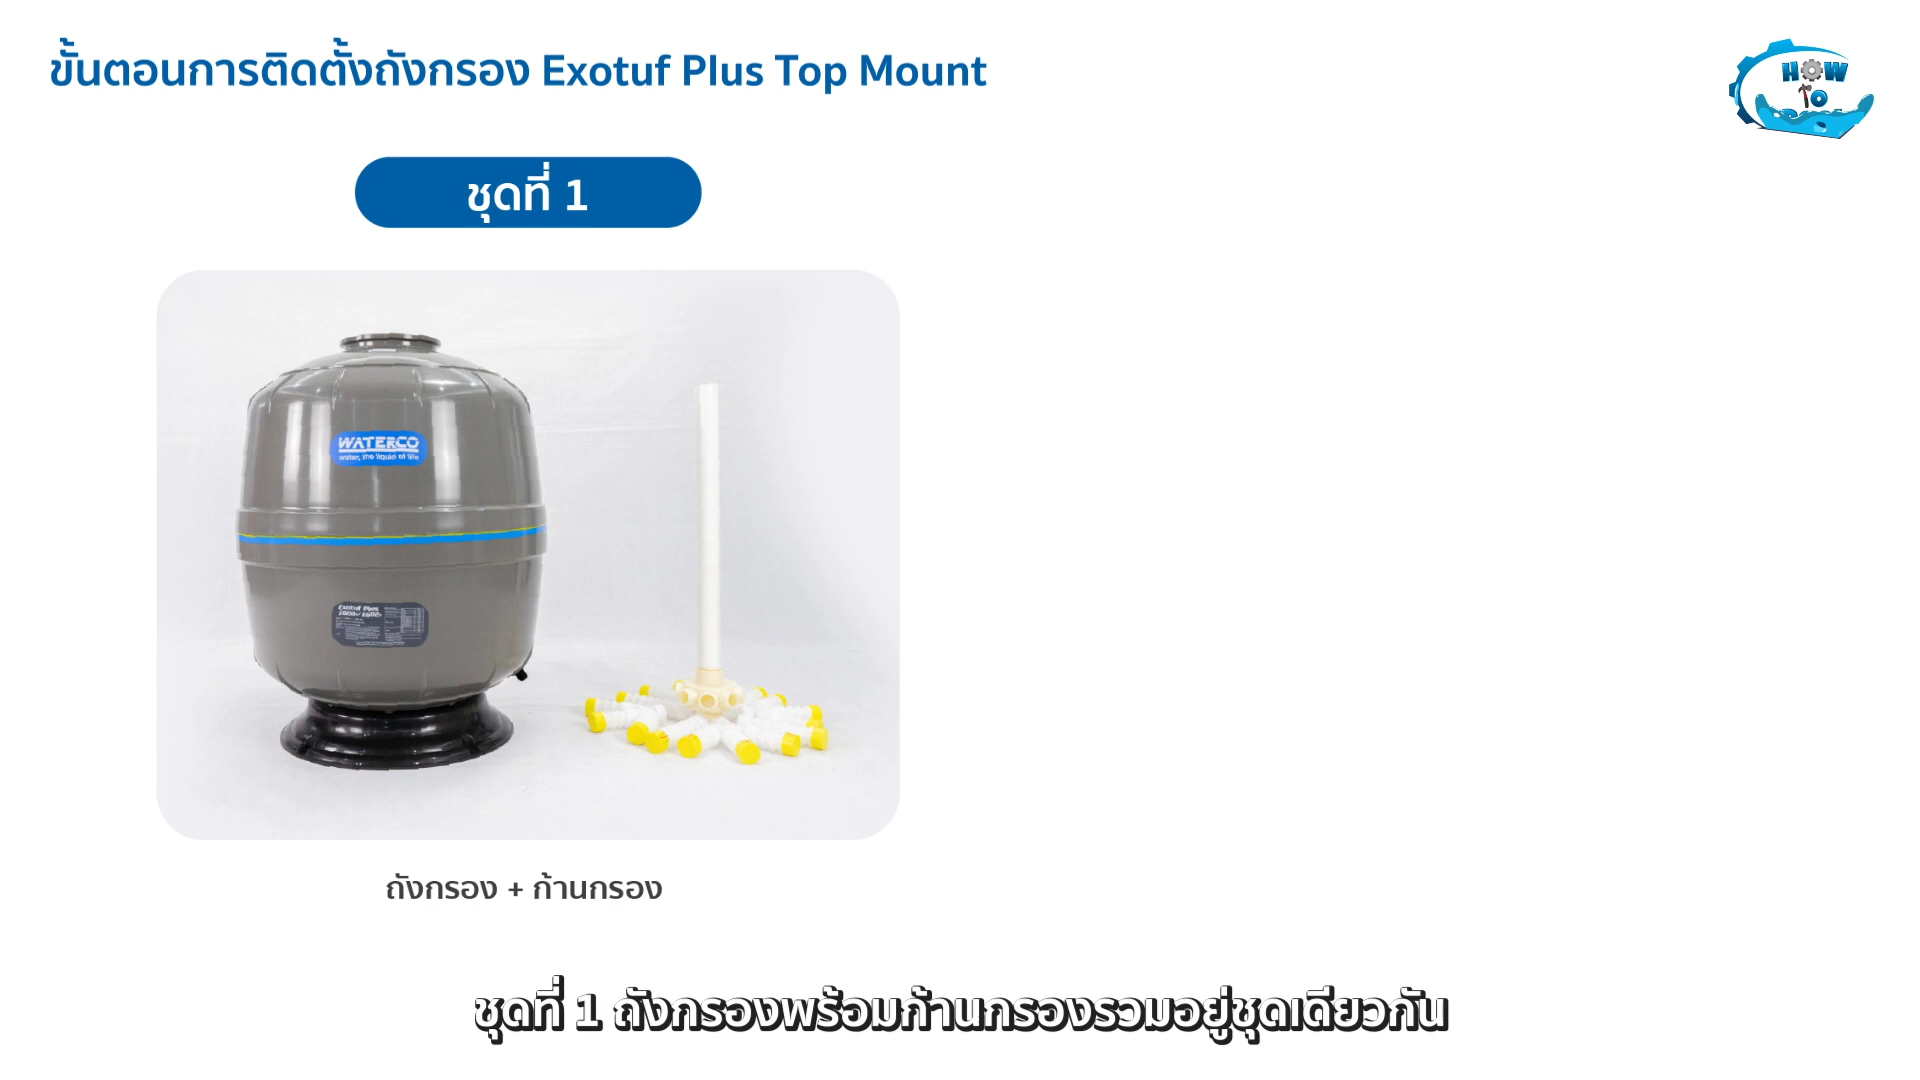 ขั้นตอนการติดตั้งถังกรอง Exotuf Plus Top Mount
HOW
TO
ชุดที่ 1
WATERCO
water, the liquid of life
Exotuf Plus
ถังกรอง + ก้านกรอง
ชุดที่ 1 ถังกรองพร้อมก้านกรองรวมอยู่ชุดเดียวกัน